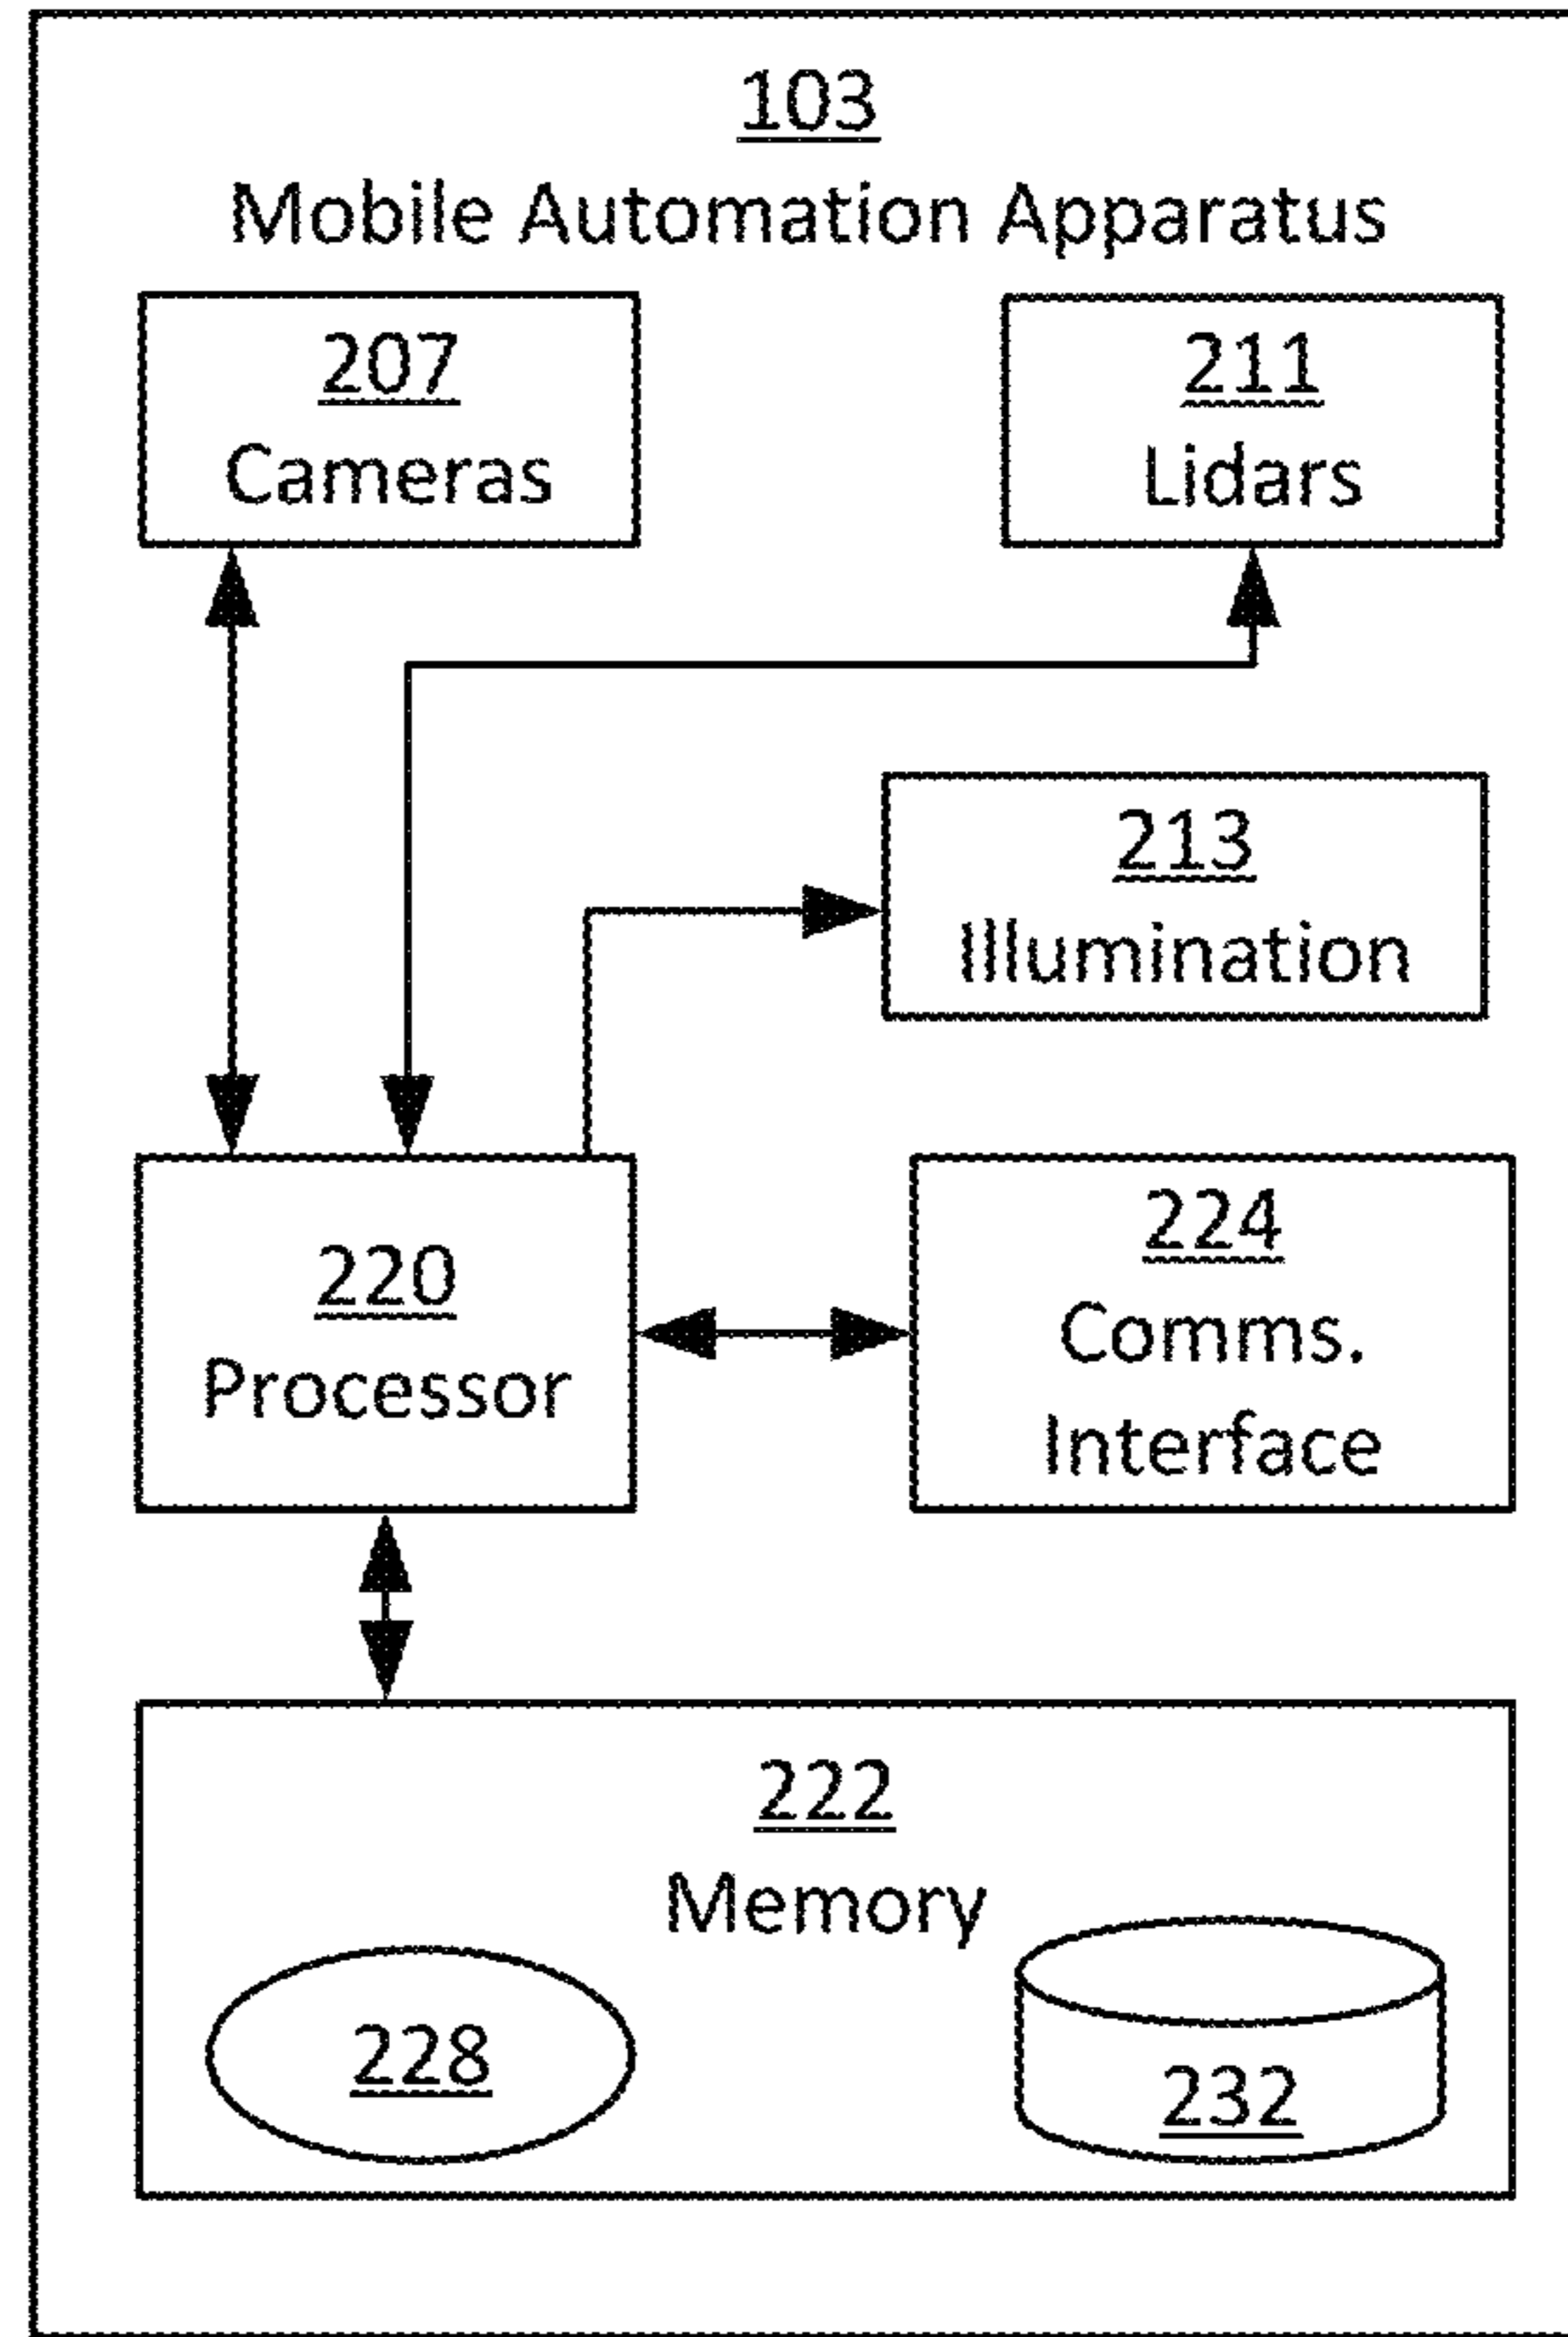 103
Mobile Automation Apparatus
207
Cameras
211
Lidars
213
Illumination
220
Processor
224
Comms.
Interface
222
Memory
228
232